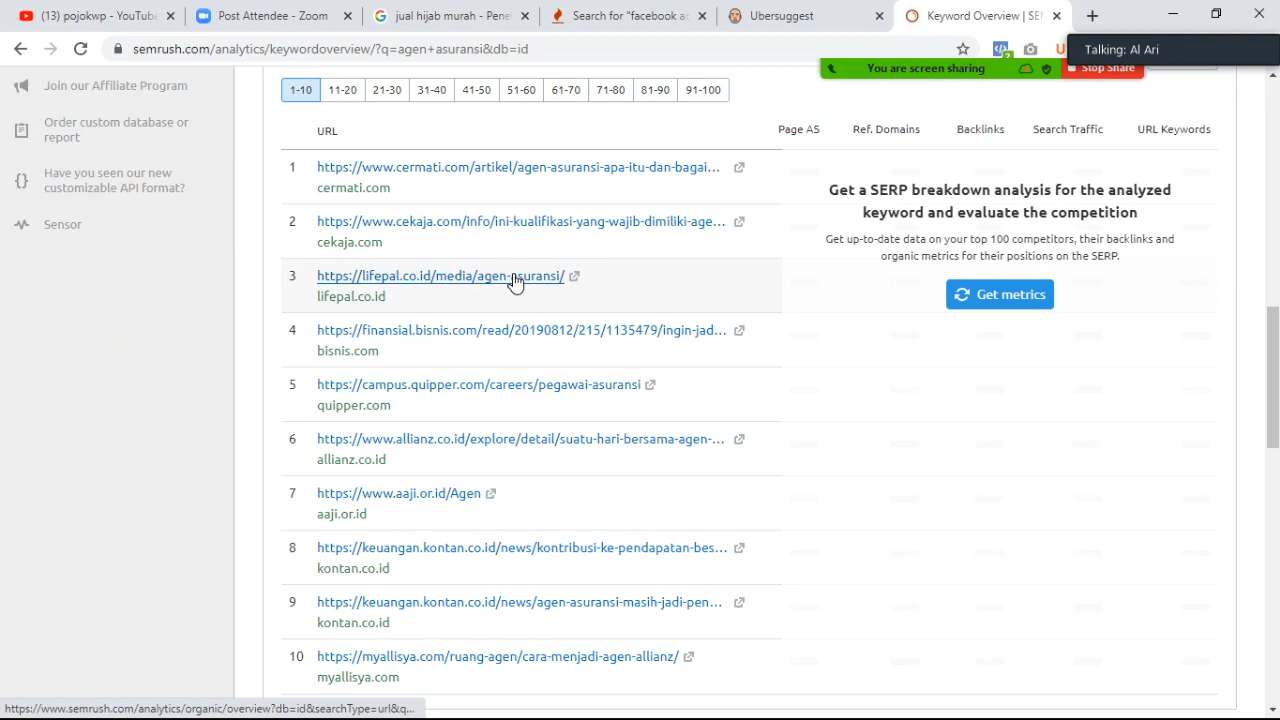 (13) pojokwp - YouTube
Post Attendee - Zoom
jual hijab murah - Pene
Search for "facebook ac
Ubersuggest
Keyword Overview | SE
semrush.com/analytics/keywordoverview/?q=agen+asuransi&db=id
Talking: Al Ari
You are screen sharing
Stop Share
Join our Affiliate Program
Order custom database or
report
Have you seen our new
customizable API format?
Sensor
1-10 11-20 21-30 31-40 41-50 51-60 61-70 71-80 81-90 91-100
URL Page AS Ref. Domains Backlinks Search Traffic URL Keywords
1 https://www.cermati.com/artikel/agen-asuransi-apa-itu-dan-bagai...
cermati.com
2 https://www.cekaja.com/info/ini-kualifikasi-yang-wajib-dimiliki-age...
cekaja.com
3 https://lifepal.co.id/media/agen-asuransi/
lifepal.co.id
4 https://finansial.bisnis.com/read/20190812/215/1135479/ingin-jad...
bisnis.com
5 https://campus.quipper.com/careers/pegawai-asuransi
quipper.com
6 https://www.allianz.co.id/explore/detail/suatu-hari-bersama-agen-...
allianz.co.id
7 https://www.aaji.or.id/Agen
aaji.or.id
8 https://keuangan.kontan.co.id/news/kontribusi-ke-pendapatan-bes...
kontan.co.id
9 https://keuangan.kontan.co.id/news/agen-asuransi-masih-jadi-pen...
kontan.co.id
10 https://myallisya.com/ruang-agen/cara-menjadi-agen-allianz/
myallisya.com
Get a SERP breakdown analysis for the analyzed
keyword and evaluate the competition
Get up-to-date data on your top 100 competitors, their backlinks and
organic metrics for their positions on the SERP.
Get metrics
https://www.semrush.com/analytics/organic/overview?db=id&searchType=url&q...